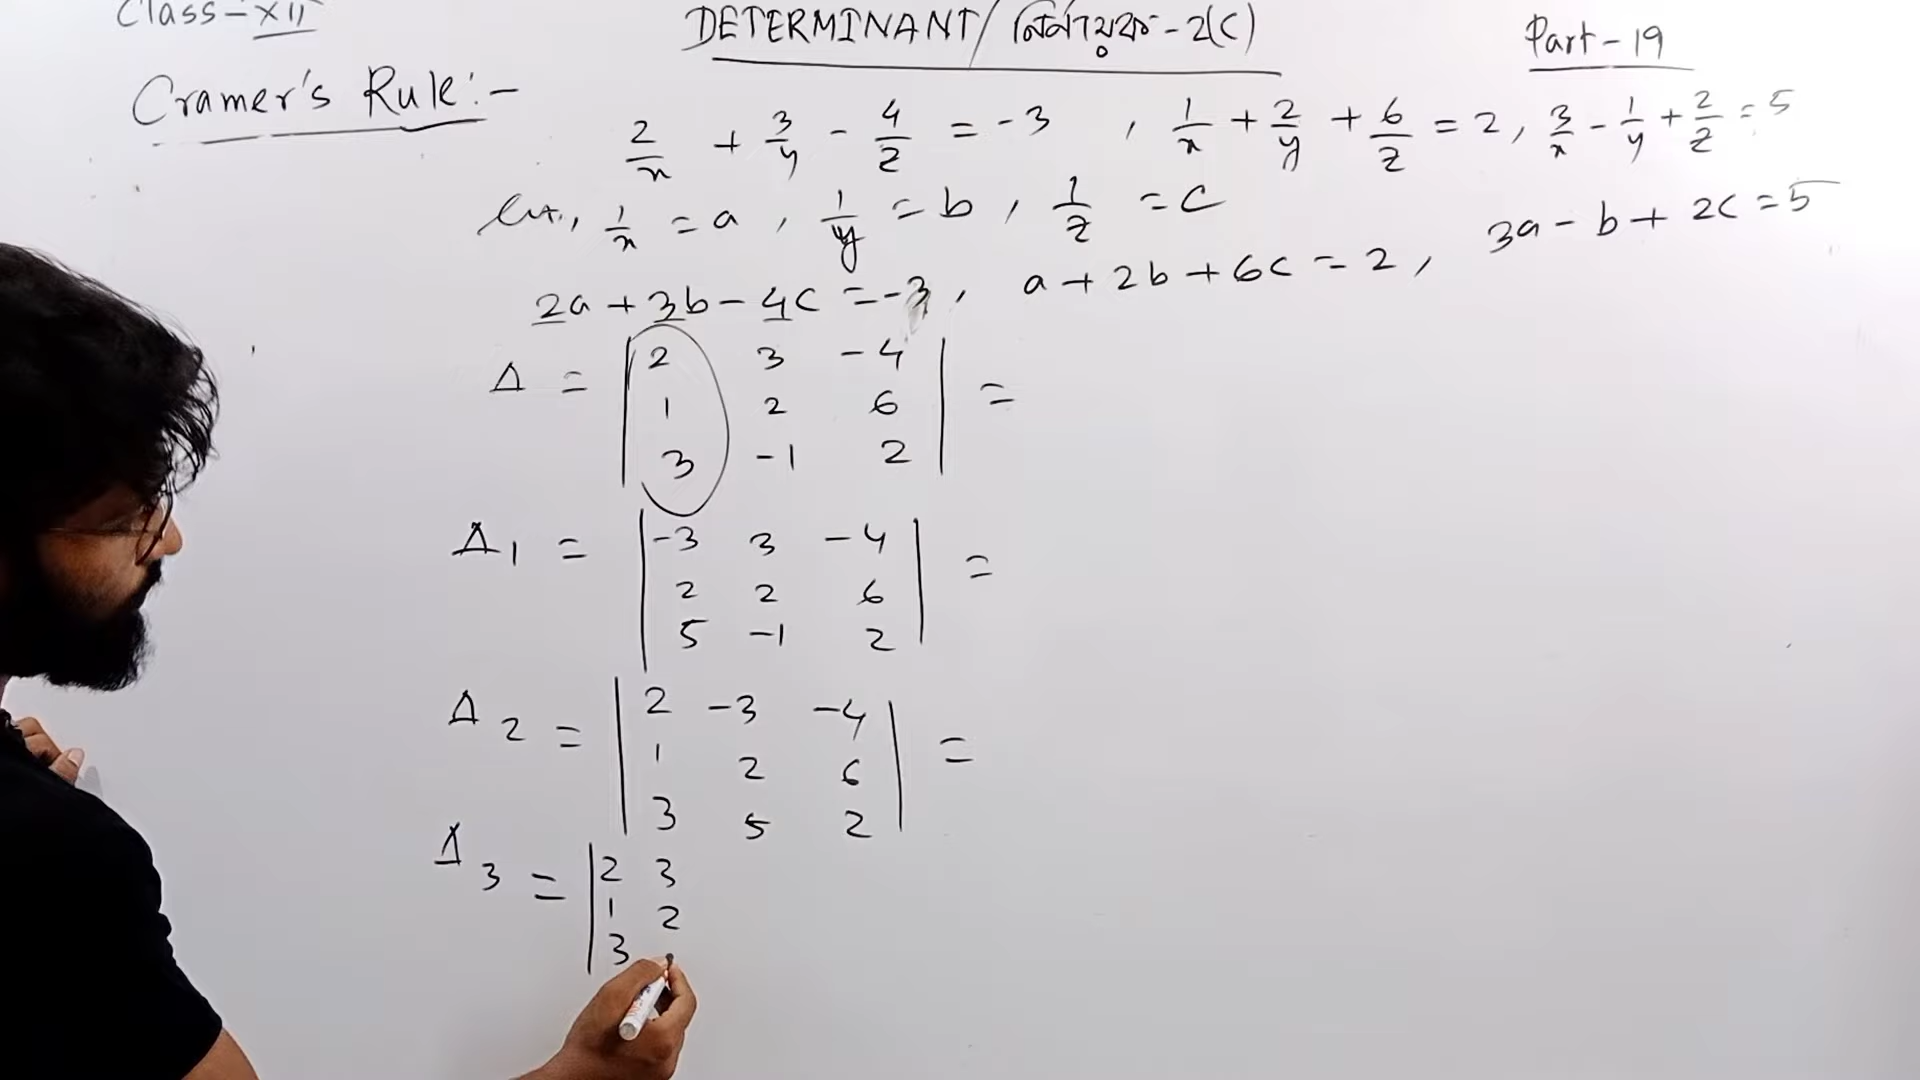 Class-XII
DETERMINANT/ নির্ণায়ক-2(C)
Part-19
Cramer's Rule:-
2/x + 3/y - 4/z = -3 , 1/x + 2/y + 6/z = 2, 3/x - 1/y + 2/z = 5
Let, 1/x = a , 1/y = b , 1/z = c
2a + 3b - 4c = -3 , a + 2b + 6c = 2 , 3a - b + 2c = 5
Δ = | 2 3 -4 | =
1 2 6
3 -1 2
Δ1 = | -3 3 -4 | =
2 2 6
5 -1 2
Δ2 = | 2 -3 -4 | =
1 2 6
3 5 2
Δ3 = | 2 3
1 2
3